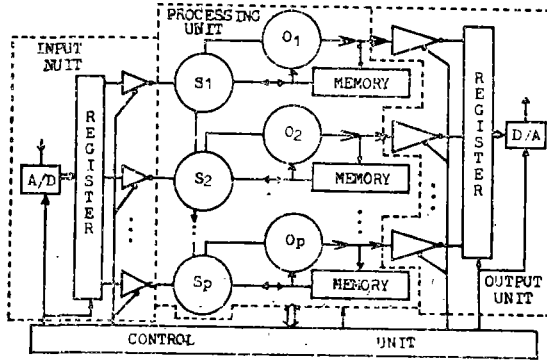 PROCESSING
UNIT
INPUT
NUIT
A/D
REGISTER
S1
O1
MEMORY
S2
O2
MEMORY
Sp
Op
MEMORY
REGISTER
D/A
OUTPUT
UNIT
CONTROL UNIT